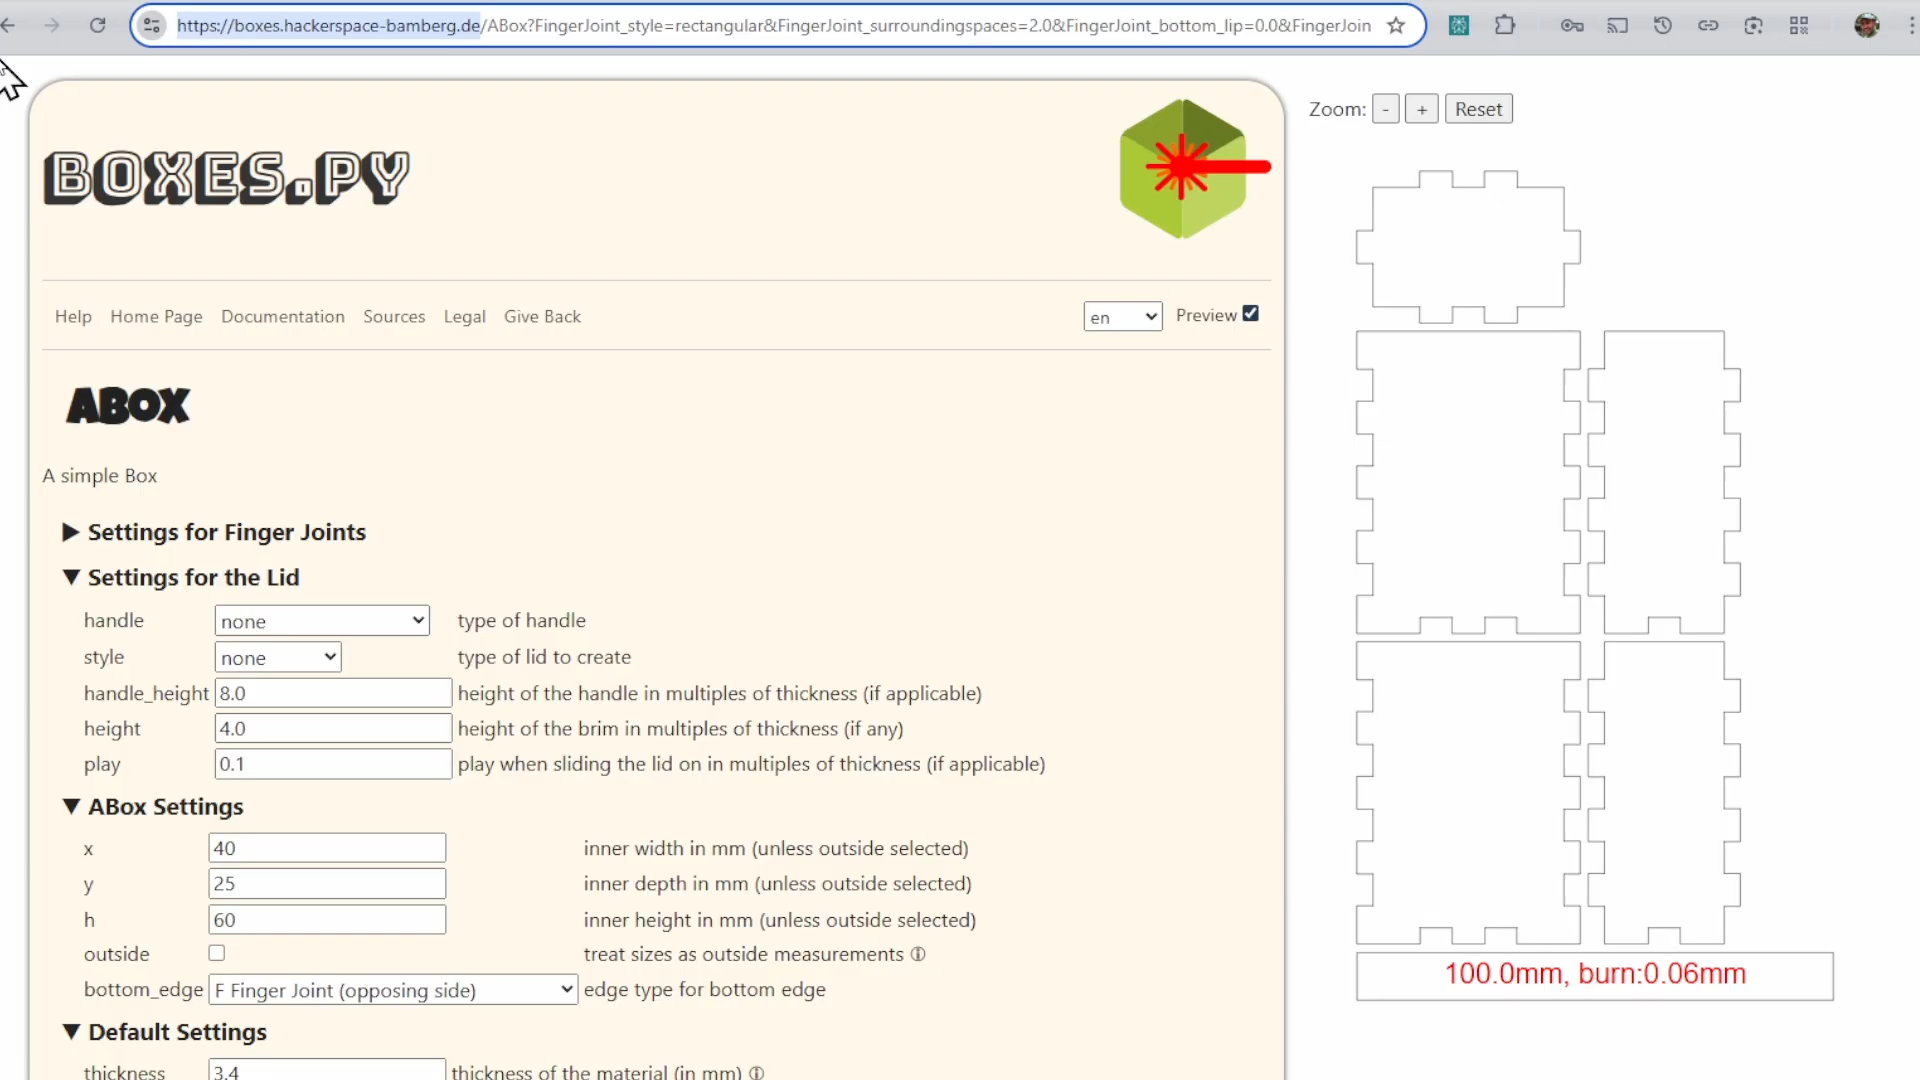 https://boxes.hackerspace-bamberg.de/ABox?FingerJoint_style=rectangular&FingerJoint_surroundingspaces=2.0&FingerJoint_bottom_lip=0.0&FingerJoin
Zoom: - + Reset
BOXES.PY
Help Home Page Documentation Sources Legal Give Back en Preview
ABOX
A simple Box
Settings for Finger Joints
Settings for the Lid
handle none type of handle
style none type of lid to create
handle_height 8.0 height of the handle in multiples of thickness (if applicable)
height 4.0 height of the brim in multiples of thickness (if any)
play 0.1 play when sliding the lid on in multiples of thickness (if applicable)
ABox Settings
x 40 inner width in mm (unless outside selected)
y 25 inner depth in mm (unless outside selected)
h 60 inner height in mm (unless outside selected)
outside treat sizes as outside measurements ⓘ
bottom_edge F Finger Joint (opposing side) edge type for bottom edge
100.0mm, burn:0.06mm
Default Settings
thickness 3.4 thickness of the material (in mm) ⓘ